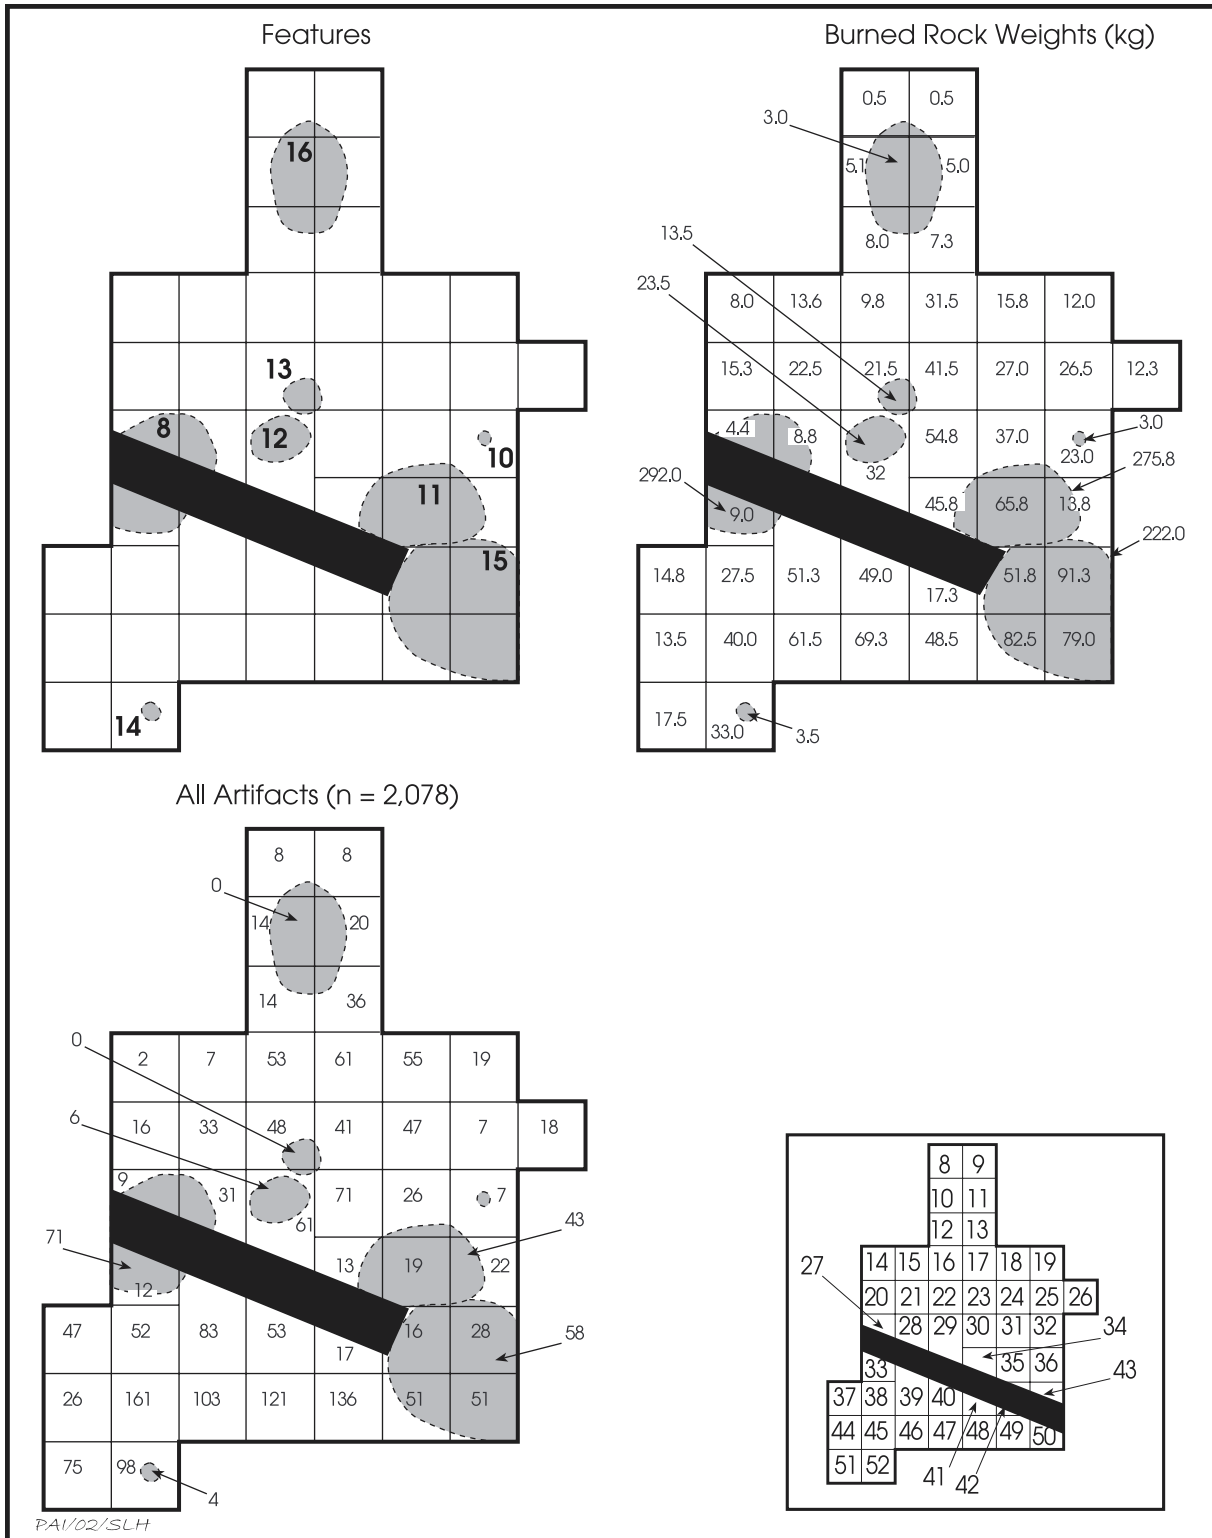 Features
16
13
8
12
10
11
15
14
Burned Rock Weights (kg)
0.5 0.5
3.0
5.1 5.0
13.5
8.0 7.3
23.5
8.0 13.6 9.8 31.5 15.8 12.0
15.3 22.5 21.5 41.5 27.0 26.5 12.3
4.4 8.8 54.8 37.0 3.0
32 23.0 275.8
292.0
9.0 45.8 65.8 13.8
222.0
14.8 27.5 51.3 49.0 51.8 91.3
17.3
13.5 40.0 61.5 69.3 48.5 82.5 79.0
17.5 33.0 3.5
All Artifacts (n = 2,078)
8 8
0
14 20
14 36
0
2 7 53 61 55 19
6
16 33 48 41 47 7 18
9 31 71 26 7
61 43
71
12 13 19 22
47 52 83 53 16 28 58
17
26 161 103 121 136 51 51
75 98
4
8 9
10 11
12 13
27
14 15 16 17 18 19
20 21 22 23 24 25 26
28 29 30 31 32 34
33 35 36 43
37 38 39 40
44 45 46 47 48 49 50
51 52 41 42
PAI/02/SLH